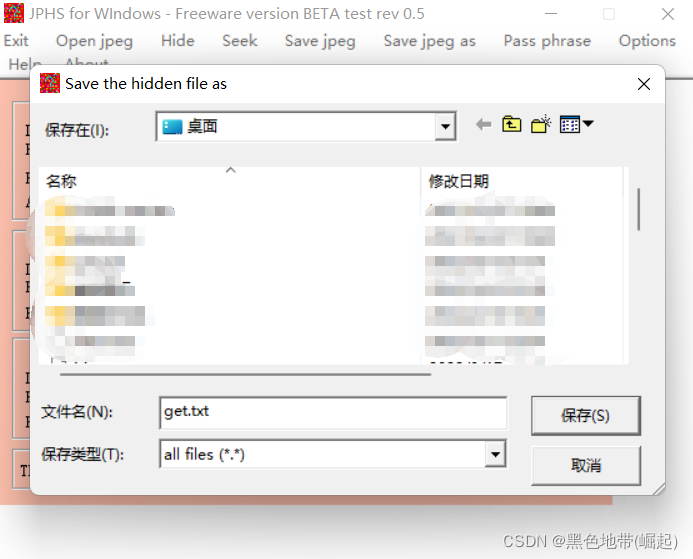 JPHS for WIndows - Freeware version BETA test rev 0.5
Exit Open jpeg Hide Seek Save jpeg Save jpeg as Pass phrase Options
Help About
Save the hidden file as
保存在(I): 桌面
名称 修改日期
文件名(N): get.txt 保存(S)
保存类型(T): all files (*.*) 取消
CSDN @黑色地带(崛起)